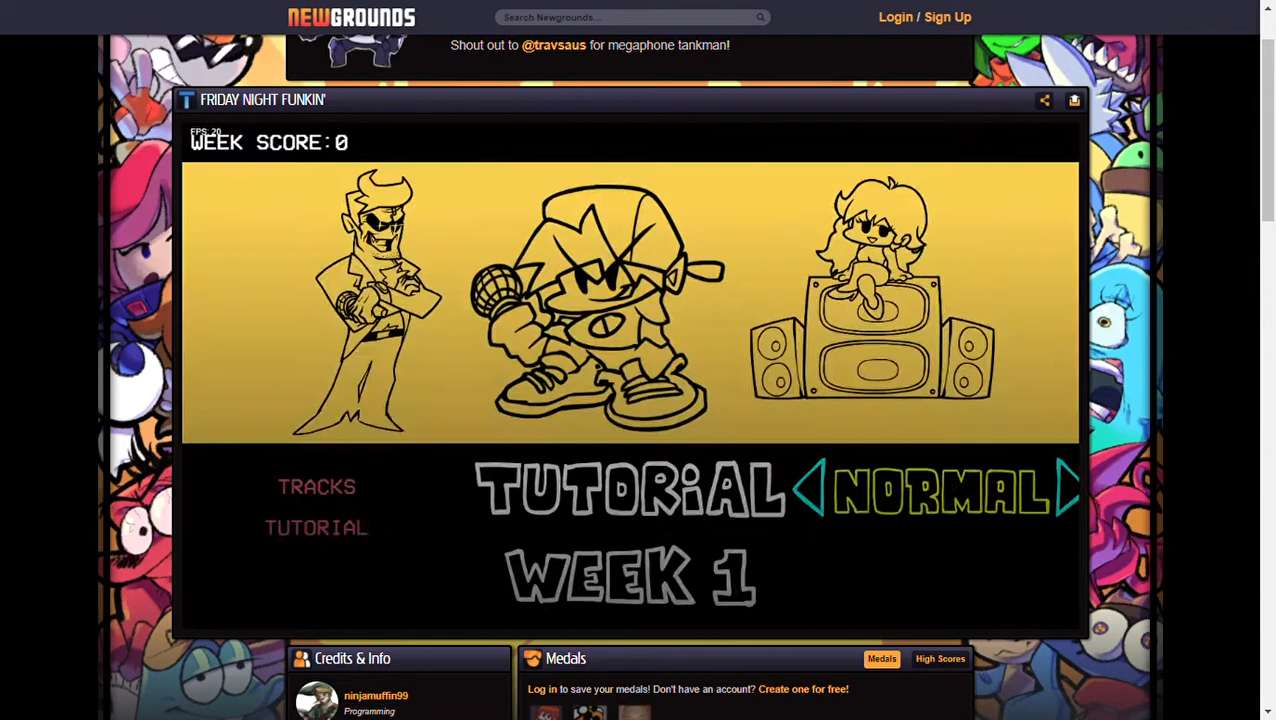 NEWGROUNDS
Search Newgrounds...
Login / Sign Up
Shout out to @travsaus for megaphone tankman!
FRIDAY NIGHT FUNKIN'
FPS: 20
WEEK SCORE:0
TRACKS
TUTORIAL
TUTORIAL
NORMAL
WEEK 1
Credits & Info
ninjamuffin99
Programming
Medals
Medals
High Scores
Log in to save your medals! Don't have an account? Create one for free!